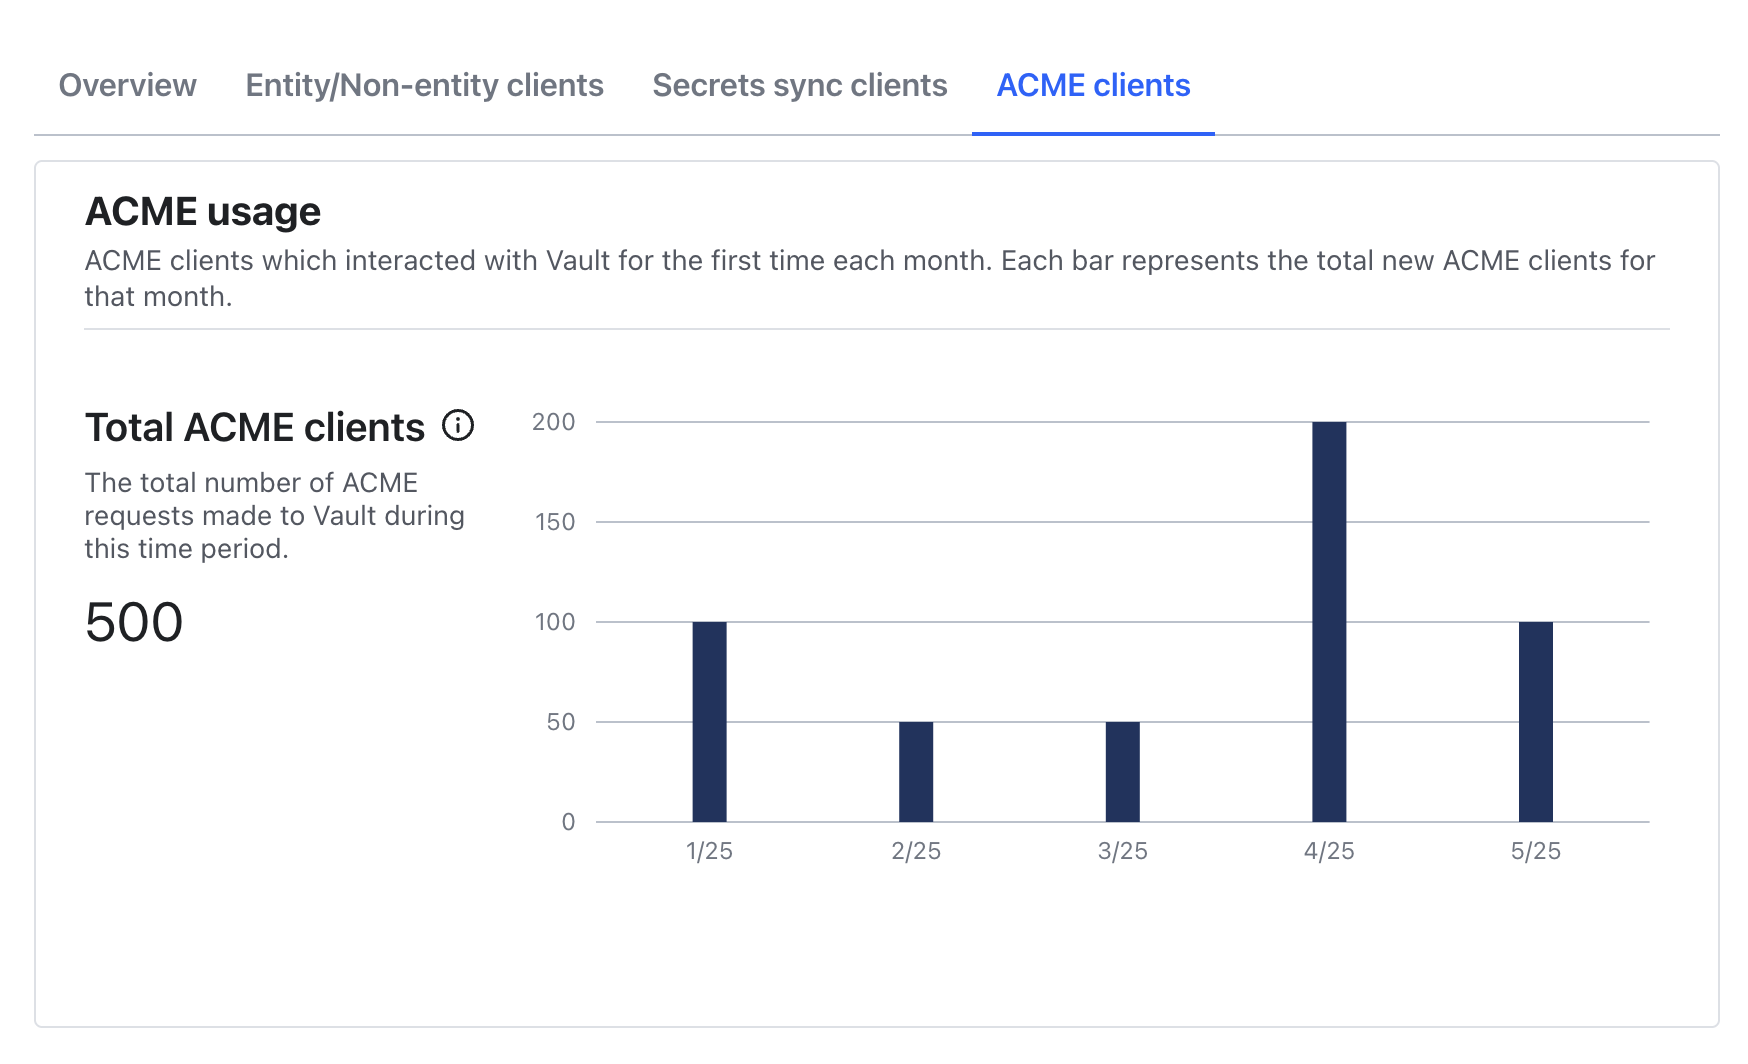 Overview Entity/Non-entity clients Secrets sync clients ACME clients
ACME usage
ACME clients which interacted with Vault for the first time each month. Each bar represents the total new ACME clients for
that month.
Total ACME clients
The total number of ACME
requests made to Vault during
this time period.
500
200
150
100
50
0
1/25 2/25 3/25 4/25 5/25